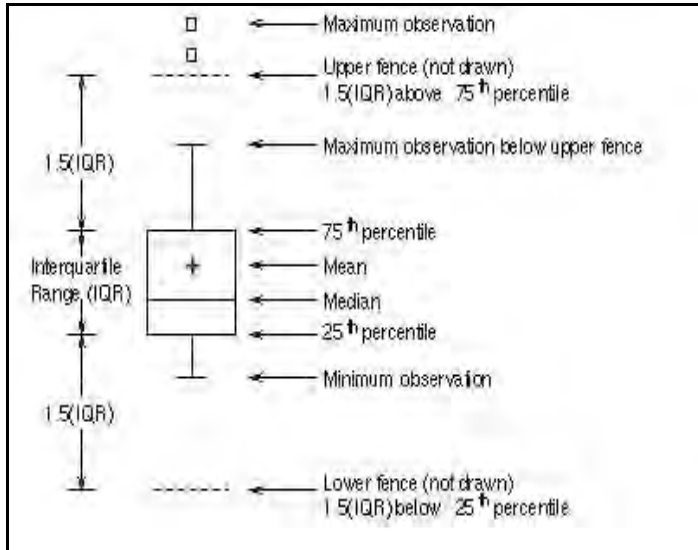 Maximum observation
Upper fence (not drawn)
1.5(IQR) above 75th percentile
1.5(IQR)
Maximum observation below upper fence
75th percentile
Interquartile
Range (IQR)
Mean
Median
25th percentile
Minimum observation
1.5(IQR)
Lower fence (not drawn)
1.5(IQR) below 25th percentile